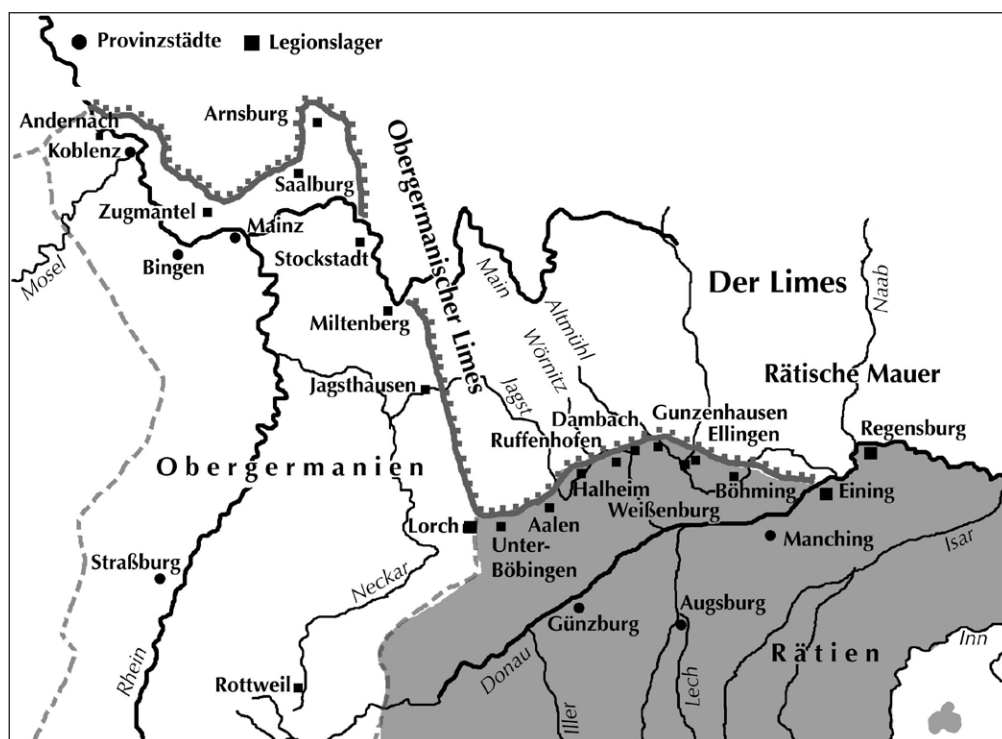 Provinzstädte
Legionslager
Andernach
Koblenz
Arnsburg
Saalburg
Zugmantel
Mainz
Bingen
Mosel
Stockstadt
Miltenberg
Obergermanischer Limes
Main
Altmühl
Wörnitz
Jagst
Der Limes
Naab
Rätische Mauer
Jagsthausen
Dambach
Gunzenhausen
Ruffenhofen
Ellingen
Regensburg
Obergermanien
Halheim
Böhming
Eining
Weißenburg
Aalen
Lorch
Unter-
Böbingen
Manching
Isar
Straßburg
Neckar
Günzburg
Augsburg
Rätien
Inn
Rhein
Rottweil
Donau
Iller
Lech